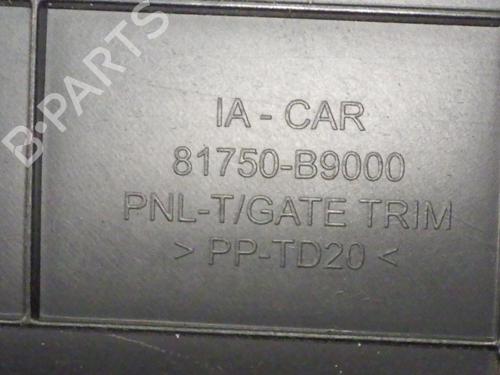 B-PARTS
IA - CAR
81750-B9000
PNL-T/GATE TRIM
> PP-TD20 <